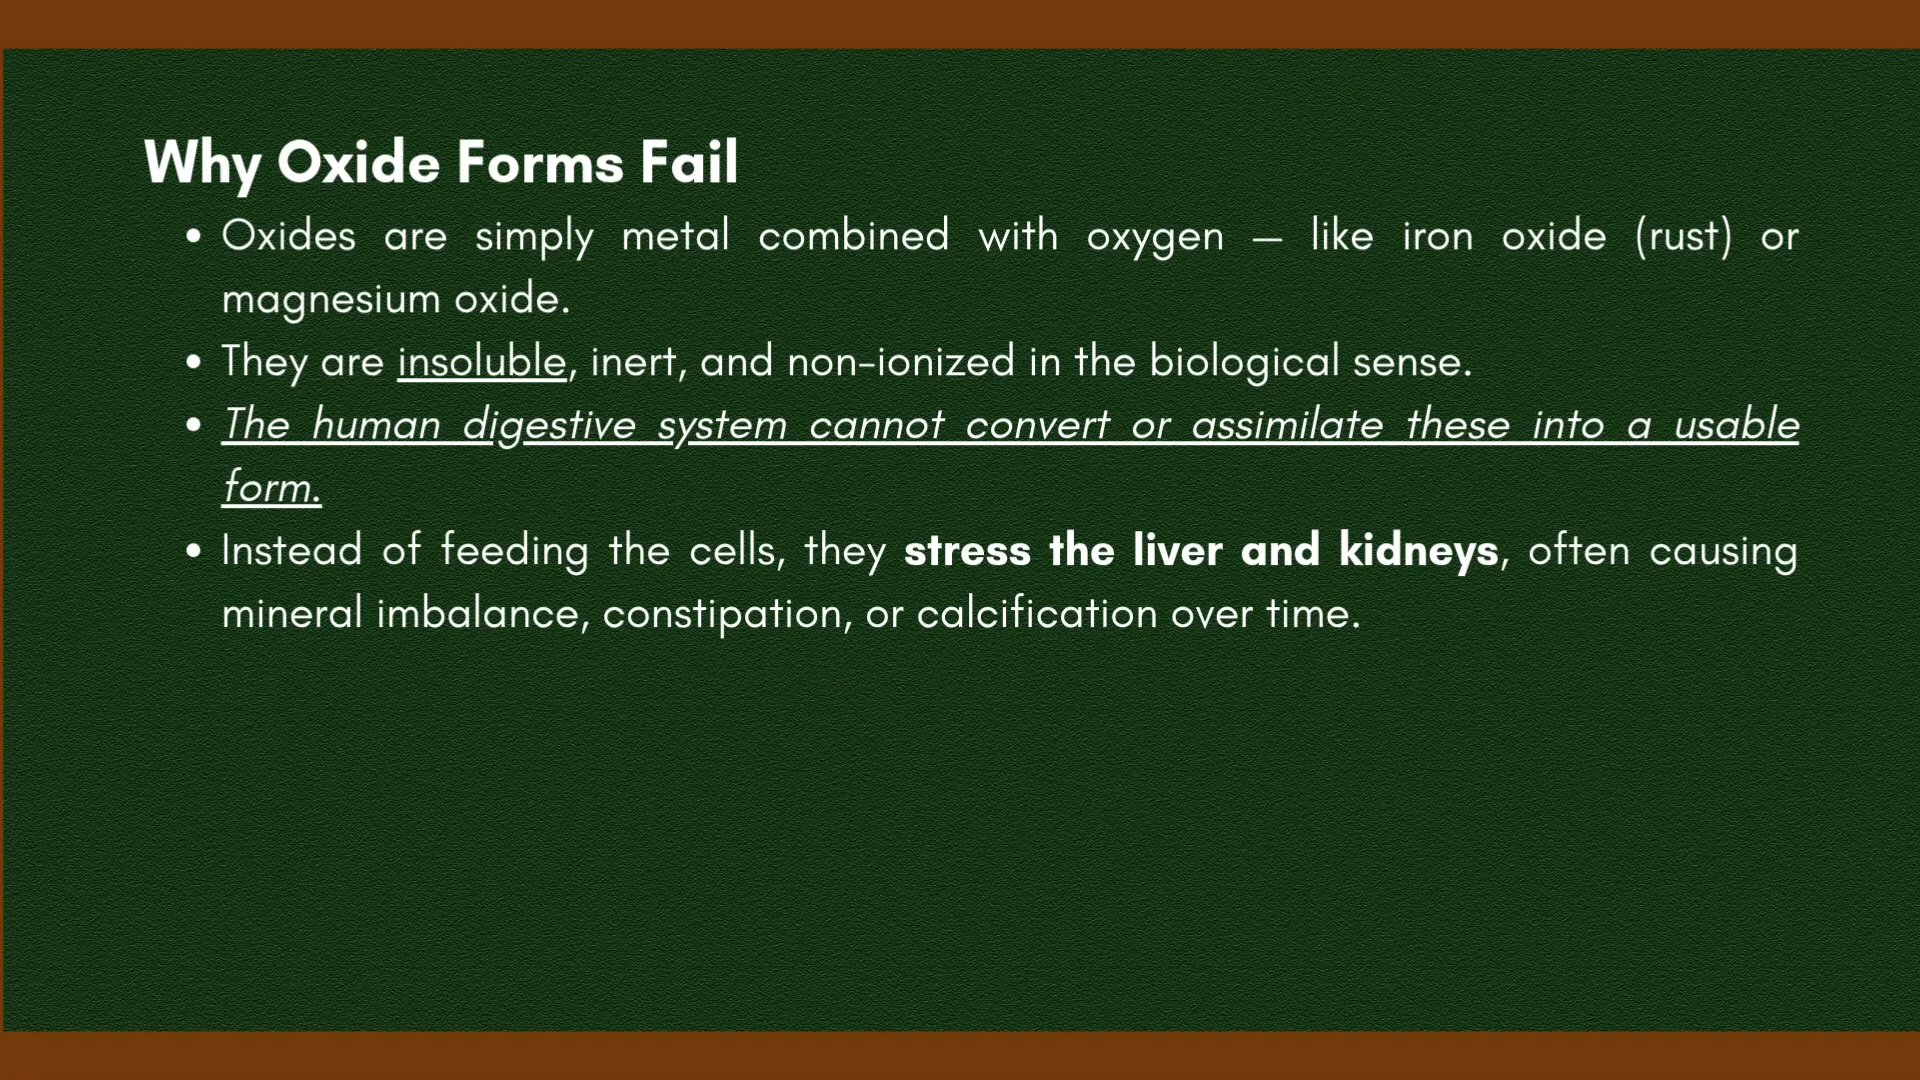 Why Oxide Forms Fail
• Oxides are simply metal combined with oxygen — like iron oxide (rust) or
magnesium oxide.
• They are insoluble, inert, and non-ionized in the biological sense.
• The human digestive system cannot convert or assimilate these into a usable
form.
• Instead of feeding the cells, they stress the liver and kidneys, often causing
mineral imbalance, constipation, or calcification over time.